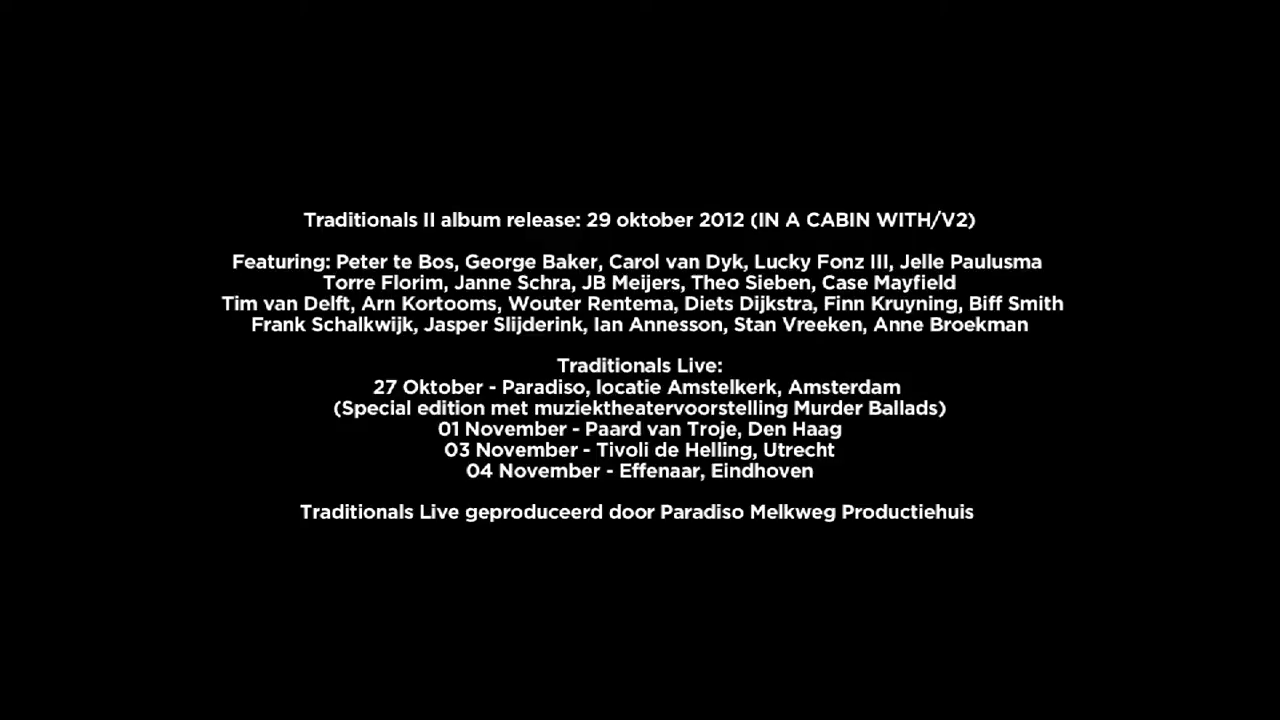 Traditionals II album release: 29 oktober 2012 (IN A CABIN WITH/V2)
Featuring: Peter te Bos, George Baker, Carol van Dyk, Lucky Fonz III, Jelle Paulusma
Torre Florim, Janne Schra, JB Meijers, Theo Sieben, Case Mayfield
Tim van Delft, Arn Kortooms, Wouter Rentema, Diets Dijkstra, Finn Kruyning, Biff Smith
Frank Schalkwijk, Jasper Slijderink, Ian Annesson, Stan Vreeken, Anne Broekman
Traditionals Live:
27 Oktober - Paradiso, locatie Amstelkerk, Amsterdam
(Special edition met muziektheatervoorstelling Murder Ballads)
01 November - Paard van Troje, Den Haag
03 November - Tivoli de Helling, Utrecht
04 November - Effenaar, Eindhoven
Traditionals Live geproduceerd door Paradiso Melkweg Productiehuis